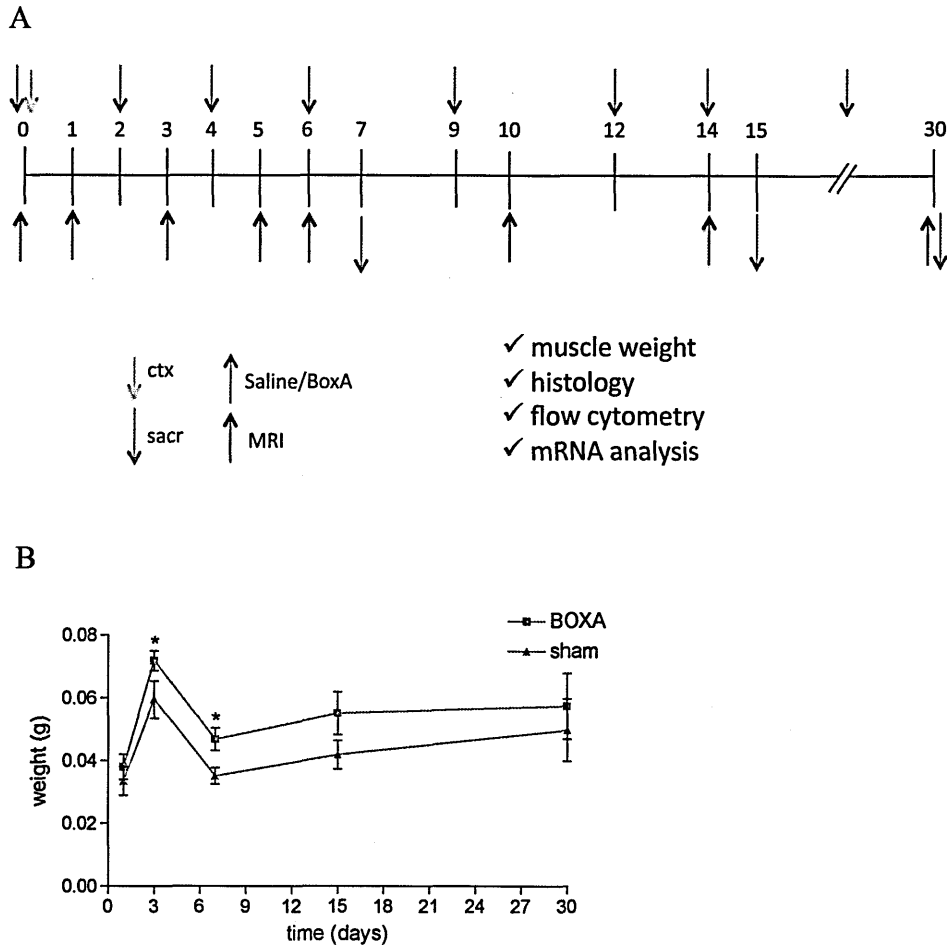 A
0 1 2 3 4 5 6 7 9 10 12 14 15 30
ctx
sacr
Saline/BoxA
MRI
✓ muscle weight
✓ histology
✓ flow cytometry
✓ mRNA analysis
B
BOXA
sham
0.08
0.06
0.04
0.02
0.00
weight (g)
*
*
0 3 6 9 12 15 18 21 24 27 30
time (days)